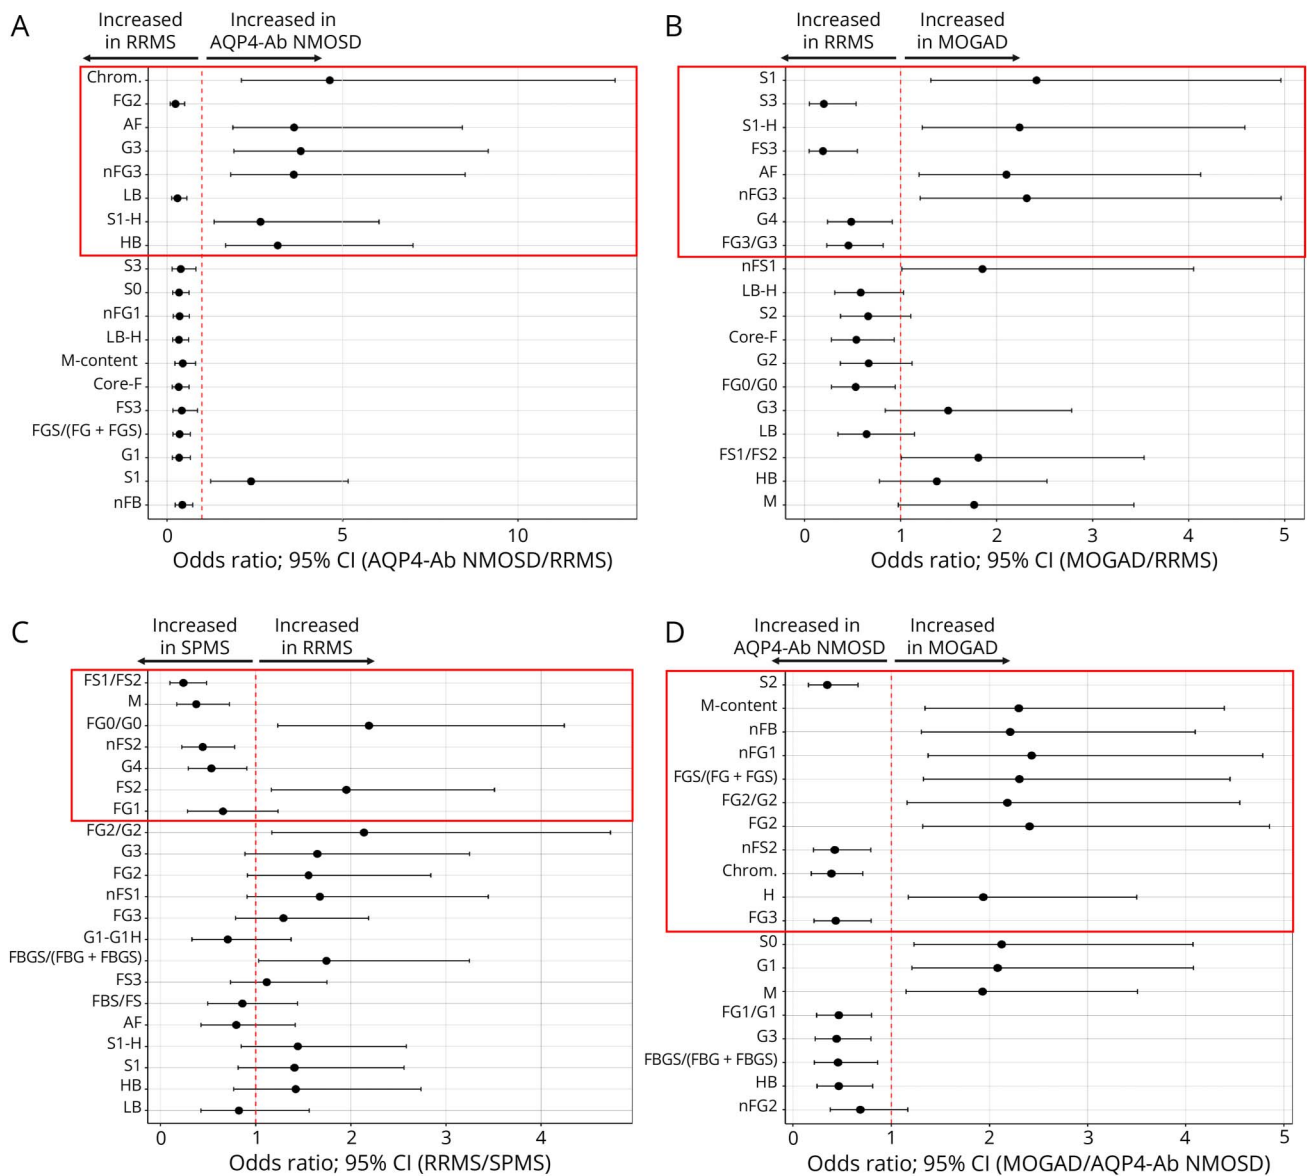 A
Increased
in RRMS
Increased in
AQP4-Ab NMOSD
Chrom.
FG2
AF
G3
nFG3
LB
S1-H
HB
S3
S0
nFG1
LB-H
M-content
Core-F
FS3
FGS/(FG + FGS)
G1
S1
nFB
0 5 10
Odds ratio; 95% CI (AQP4-Ab NMOSD/RRMS)
B
Increased
in RRMS
Increased
in MOGAD
S1
S3
S1-H
FS3
AF
nFG3
G4
FG3/G3
nFS1
LB-H
S2
Core-F
G2
FG0/G0
G3
LB
FS1/FS2
HB
M
0 1 2 3 4 5
Odds ratio; 95% CI (MOGAD/RRMS)
C
Increased
in SPMS
Increased
in RRMS
FS1/FS2
M
FG0/G0
nFS2
G4
FS2
FG1
FG2/G2
G3
FG2
nFS1
FG3
G1-G1H
FBGS/(FBG + FBGS)
FS3
FBS/FS
AF
S1-H
S1
HB
LB
0 1 2 3 4
Odds ratio; 95% CI (RRMS/SPMS)
D
Increased in
AQP4-Ab NMOSD
Increased
in MOGAD
S2
M-content
nFB
nFG1
FGS/(FG + FGS)
FG2/G2
FG2
nFS2
Chrom.
H
FG3
S0
G1
M
FG1/G1
G3
FBGS/(FBG + FBGS)
HB
nFG2
0 1 2 3 4 5
Odds ratio; 95% CI (MOGAD/AQP4-Ab NMOSD)